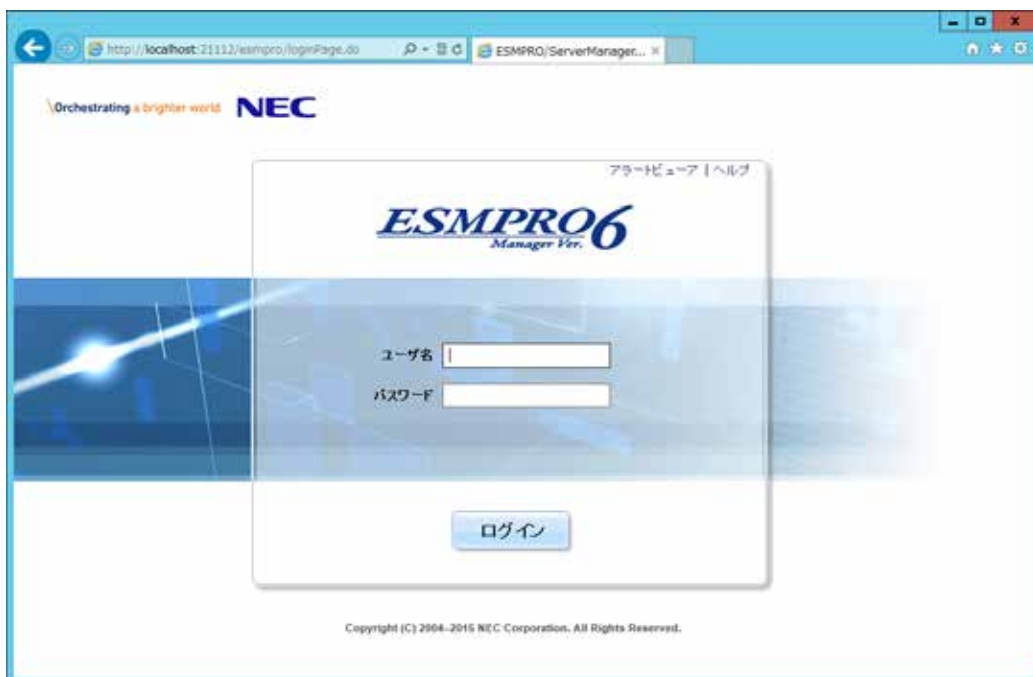 http://localhost:21112/esmpro/loginPage.do
ESMPRO/ServerManager...
\Orchestrating a brighter world NEC
アラートビューア | ヘルプ
ESMPRO6
Manager Ver.
ユーザ名
パスワード
ログイン
Copyright (C) 2004-2015 NEC Corporation. All Rights Reserved.